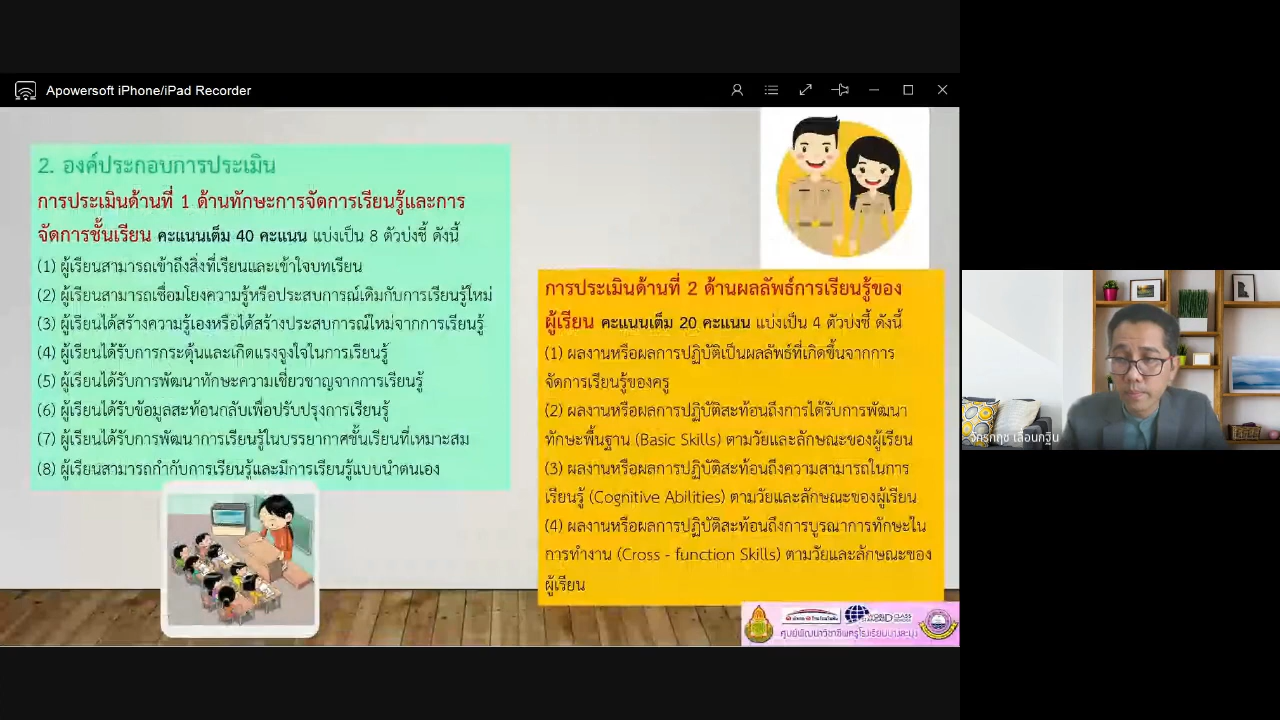 Apowersoft iPhone/iPad Recorder
2. องค์ประกอบการประเมิน
การประเมินด้านที่ 1 ด้านทักษะการจัดการเรียนรู้และการ
จัดการชั้นเรียน คะแนนเต็ม 40 คะแนน แบ่งเป็น 8 ตัวบ่งชี้ ดังนี้
(1) ผู้เรียนสามารถเข้าถึงสิ่งที่เรียนและเข้าใจบทเรียน
(2) ผู้เรียนสามารถเชื่อมโยงความรู้หรือประสบการณ์เดิมกับการเรียนรู้ใหม่
(3) ผู้เรียนได้สร้างความรู้เองหรือได้สร้างประสบการณ์ใหม่จากการเรียนรู้
(4) ผู้เรียนได้รับการกระตุ้นและเกิดแรงจูงใจในการเรียนรู้
(5) ผู้เรียนได้รับการพัฒนาทักษะความเชี่ยวชาญจากการเรียนรู้
(6) ผู้เรียนได้รับข้อมูลสะท้อนกลับเพื่อปรับปรุงการเรียนรู้
(7) ผู้เรียนได้รับการพัฒนาการเรียนรู้ในบรรยากาศชั้นเรียนที่เหมาะสม
(8) ผู้เรียนสามารถกำกับการเรียนรู้และมีการเรียนรู้แบบนำตนเอง
การประเมินด้านที่ 2 ด้านผลลัพธ์การเรียนรู้ของ
ผู้เรียน คะแนนเต็ม 20 คะแนน แบ่งเป็น 4 ตัวบ่งชี้ ดังนี้
(1) ผลงานหรือผลการปฏิบัติเป็นผลลัพธ์ที่เกิดขึ้นจากการ
จัดการเรียนรู้ของครู
(2) ผลงานหรือผลการปฏิบัติสะท้อนถึงการได้รับการพัฒนา
ทักษะพื้นฐาน (Basic Skills) ตามวัยและลักษณะของผู้เรียน
(3) ผลงานหรือผลการปฏิบัติสะท้อนถึงความสามารถในการ
เรียนรู้ (Cognitive Abilities) ตามวัยและลักษณะของผู้เรียน
(4) ผลงานหรือผลการปฏิบัติสะท้อนถึงการบูรณาการทักษะใน
การทำงาน (Cross - function Skills) ตามวัยและลักษณะของ
ผู้เรียน
ศูนย์พัฒนาวิชาชีพครูโรงเรียนบางละมุง
จักรกฤช เลื่อนกฐิน